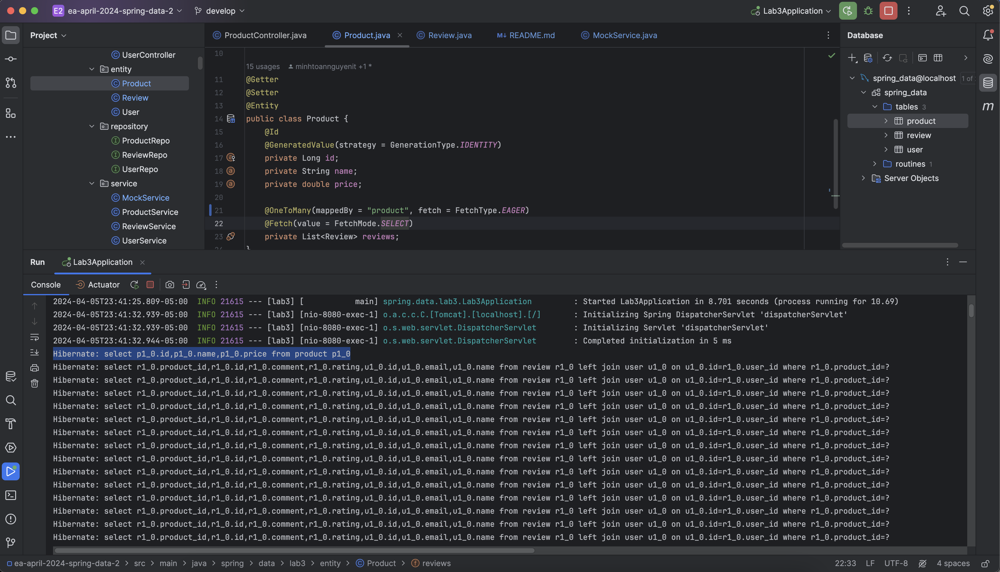 E2 ea-april-2024-spring-data-2 develop Lab3Application
Project
UserController
entity
Product
Review
User
repository
ProductRepo
ReviewRepo
UserRepo
service
MockService
ProductService
ReviewService
UserService
ProductController.java Product.java Review.java README.md MockService.java
10
15 usages minhtoannguyenit +1 *
11 @Getter
12 @Setter
13 @Entity
14 public class Product {
15 @Id
16 @GeneratedValue(strategy = GenerationType.IDENTITY)
17 private Long id;
18 private String name;
19 private double price;
20
21 @OneToMany(mappedBy = "product", fetch = FetchType.EAGER)
22 @Fetch(value = FetchMode.SELECT)
23 private List<Review> reviews;
}
Database
spring_data@localhost 1 of
spring_data
tables 3
product
review
user
routines 1
Server Objects
Run Lab3Application
Console Actuator
2024-04-05T23:41:25.809-05:00 INFO 21615 --- [lab3] [ main] spring.data.lab3.Lab3Application : Started Lab3Application in 8.701 seconds (process running for 10.69)
2024-04-05T23:41:32.939-05:00 INFO 21615 --- [lab3] [nio-8080-exec-1] o.a.c.c.C.[Tomcat].[localhost].[/] : Initializing Spring DispatcherServlet 'dispatcherServlet'
2024-04-05T23:41:32.939-05:00 INFO 21615 --- [lab3] [nio-8080-exec-1] o.s.web.servlet.DispatcherServlet : Initializing Servlet 'dispatcherServlet'
2024-04-05T23:41:32.944-05:00 INFO 21615 --- [lab3] [nio-8080-exec-1] o.s.web.servlet.DispatcherServlet : Completed initialization in 5 ms
Hibernate: select p1_0.id,p1_0.name,p1_0.price from product p1_0
Hibernate: select r1_0.product_id,r1_0.id,r1_0.comment,r1_0.rating,u1_0.id,u1_0.email,u1_0.name from review r1_0 left join user u1_0 on u1_0.id=r1_0.user_id where r1_0.product_id=?
Hibernate: select r1_0.product_id,r1_0.id,r1_0.comment,r1_0.rating,u1_0.id,u1_0.email,u1_0.name from review r1_0 left join user u1_0 on u1_0.id=r1_0.user_id where r1_0.product_id=?
Hibernate: select r1_0.product_id,r1_0.id,r1_0.comment,r1_0.rating,u1_0.id,u1_0.email,u1_0.name from review r1_0 left join user u1_0 on u1_0.id=r1_0.user_id where r1_0.product_id=?
Hibernate: select r1_0.product_id,r1_0.id,r1_0.comment,r1_0.rating,u1_0.id,u1_0.email,u1_0.name from review r1_0 left join user u1_0 on u1_0.id=r1_0.user_id where r1_0.product_id=?
Hibernate: select r1_0.product_id,r1_0.id,r1_0.comment,r1_0.rating,u1_0.id,u1_0.email,u1_0.name from review r1_0 left join user u1_0 on u1_0.id=r1_0.user_id where r1_0.product_id=?
Hibernate: select r1_0.product_id,r1_0.id,r1_0.comment,r1_0.rating,u1_0.id,u1_0.email,u1_0.name from review r1_0 left join user u1_0 on u1_0.id=r1_0.user_id where r1_0.product_id=?
Hibernate: select r1_0.product_id,r1_0.id,r1_0.comment,r1_0.rating,u1_0.id,u1_0.email,u1_0.name from review r1_0 left join user u1_0 on u1_0.id=r1_0.user_id where r1_0.product_id=?
Hibernate: select r1_0.product_id,r1_0.id,r1_0.comment,r1_0.rating,u1_0.id,u1_0.email,u1_0.name from review r1_0 left join user u1_0 on u1_0.id=r1_0.user_id where r1_0.product_id=?
Hibernate: select r1_0.product_id,r1_0.id,r1_0.comment,r1_0.rating,u1_0.id,u1_0.email,u1_0.name from review r1_0 left join user u1_0 on u1_0.id=r1_0.user_id where r1_0.product_id=?
Hibernate: select r1_0.product_id,r1_0.id,r1_0.comment,r1_0.rating,u1_0.id,u1_0.email,u1_0.name from review r1_0 left join user u1_0 on u1_0.id=r1_0.user_id where r1_0.product_id=?
Hibernate: select r1_0.product_id,r1_0.id,r1_0.comment,r1_0.rating,u1_0.id,u1_0.email,u1_0.name from review r1_0 left join user u1_0 on u1_0.id=r1_0.user_id where r1_0.product_id=?
Hibernate: select r1_0.product_id,r1_0.id,r1_0.comment,r1_0.rating,u1_0.id,u1_0.email,u1_0.name from review r1_0 left join user u1_0 on u1_0.id=r1_0.user_id where r1_0.product_id=?
Hibernate: select r1_0.product_id,r1_0.id,r1_0.comment,r1_0.rating,u1_0.id,u1_0.email,u1_0.name from review r1_0 left join user u1_0 on u1_0.id=r1_0.user_id where r1_0.product_id=?
Hibernate: select r1_0.product_id,r1_0.id,r1_0.comment,r1_0.rating,u1_0.id,u1_0.email,u1_0.name from review r1_0 left join user u1_0 on u1_0.id=r1_0.user_id where r1_0.product_id=?
ea-april-2024-spring-data-2 > src > main > java > spring > data > lab3 > entity > Product > reviews 22:33 LF UTF-8 4 spaces